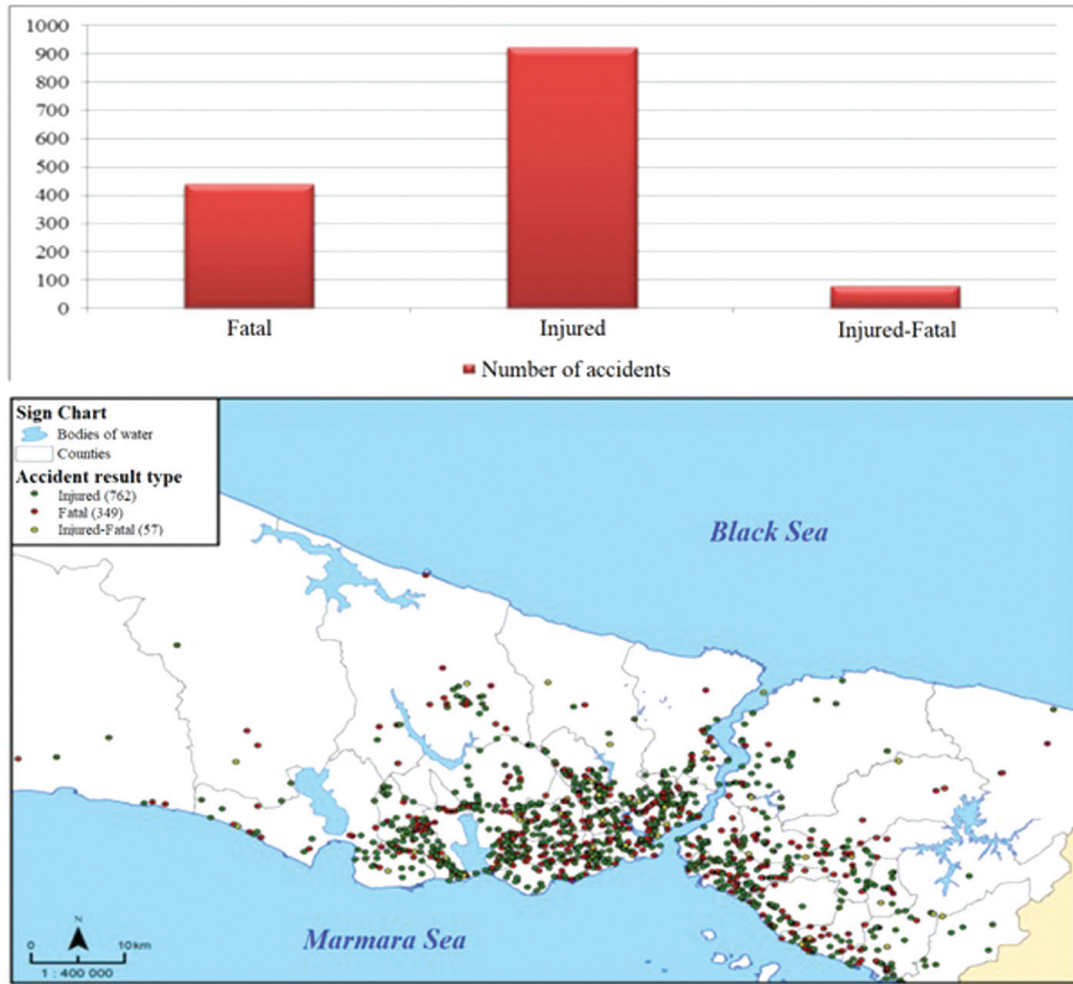 1000
900
800
700
600
500
400
300
200
100
0
Fatal Injured Injured-Fatal
Number of accidents
Sign Chart
Bodies of water
Counties
Accident result type
Injured (762)
Fatal (349)
Injured-Fatal (57)
Black Sea
Marmara Sea
N
0 10 km
1 : 400 000